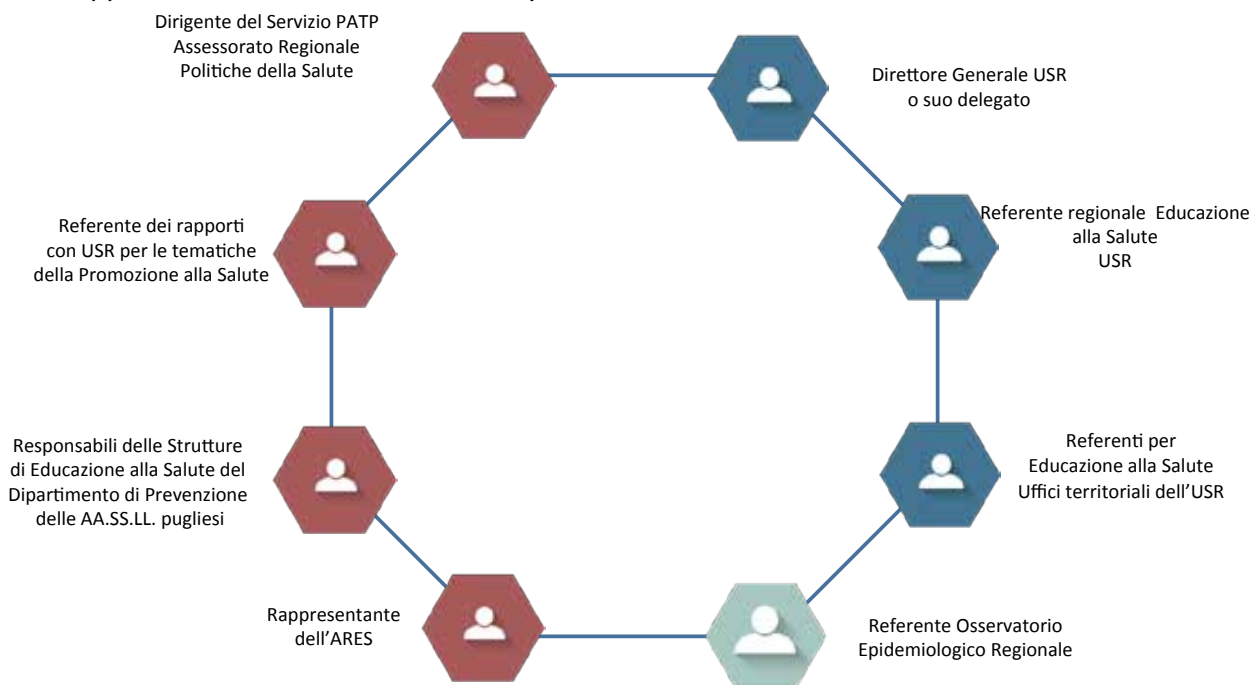 Dirigente del Servizio PATP
Assessorato Regionale
Politiche della Salute
Direttore Generale USR
o suo delegato
Referente dei rapporti
con USR per le tematiche
della Promozione alla Salute
Referente regionale Educazione
alla Salute
USR
Responsabili delle Strutture
di Educazione alla Salute del
Dipartimento di Prevenzione
delle AA.SS.LL. pugliesi
Referenti per
Educazione alla Salute
Uffici territoriali dell’USR
Rappresentante
dell’ARES
Referente Osservatorio
Epidemiologico Regionale